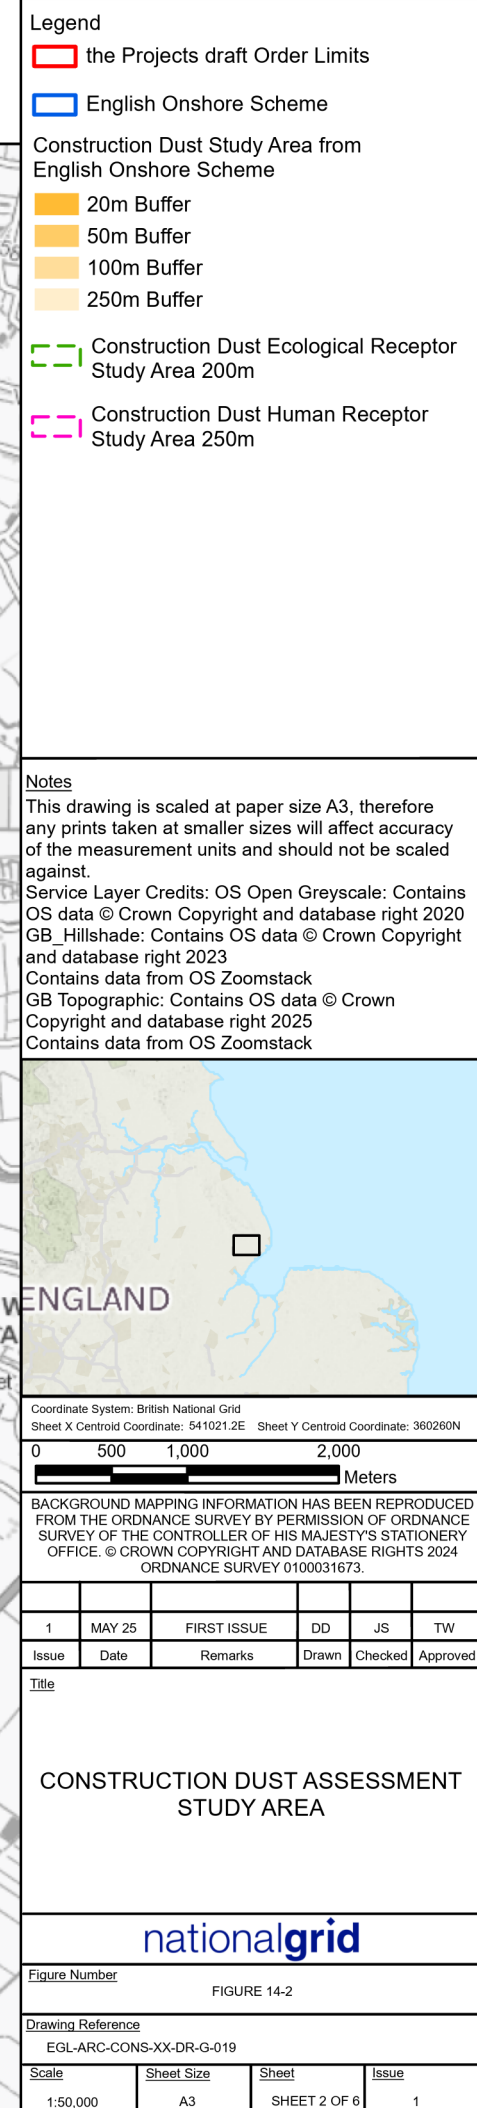 Legend
the Projects draft Order Limits
English Onshore Scheme
Construction Dust Study Area from
English Onshore Scheme
20m Buffer
50m Buffer
100m Buffer
250m Buffer
Construction Dust Ecological Receptor
Study Area 200m
Construction Dust Human Receptor
Study Area 250m
Notes
This drawing is scaled at paper size A3, therefore
any prints taken at smaller sizes will affect accuracy
of the measurement units and should not be scaled
against.
Service Layer Credits: OS Open Greyscale: Contains
OS data © Crown Copyright and database right 2020
GB_Hillshade: Contains OS data © Crown Copyright
and database right 2023
Contains data from OS Zoomstack
GB Topographic: Contains OS data © Crown
Copyright and database right 2025
Contains data from OS Zoomstack
ENGLAND
Coordinate System: British National Grid
Sheet X Centroid Coordinate: 541021.2E Sheet Y Centroid Coordinate: 360260N
0 500 1,000 2,000
Meters
BACKGROUND MAPPING INFORMATION HAS BEEN REPRODUCED
FROM THE ORDNANCE SURVEY BY PERMISSION OF ORDNANCE
SURVEY OF THE CONTROLLER OF HIS MAJESTY'S STATIONERY
OFFICE. © CROWN COPYRIGHT AND DATABASE RIGHTS 2024
ORDNANCE SURVEY 0100031673.
1 MAY 25 FIRST ISSUE DD JS TW
Issue Date Remarks Drawn Checked Approved
Title
CONSTRUCTION DUST ASSESSMENT
STUDY AREA
nationalgrid
Figure Number
FIGURE 14-2
Drawing Reference
EGL-ARC-CONS-XX-DR-G-019
Scale Sheet Size Sheet Issue
1:50,000 A3 SHEET 2 OF 6 1